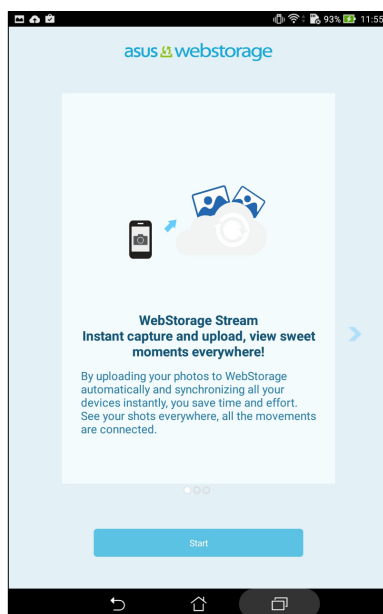 93% 11:55
asus webstorage
WebStorage Stream
Instant capture and upload, view sweet
moments everywhere!
By uploading your photos to WebStorage
automatically and synchronizing all your
devices instantly, you save time and effort.
See your shots everywhere, all the movements
are connected.
Start